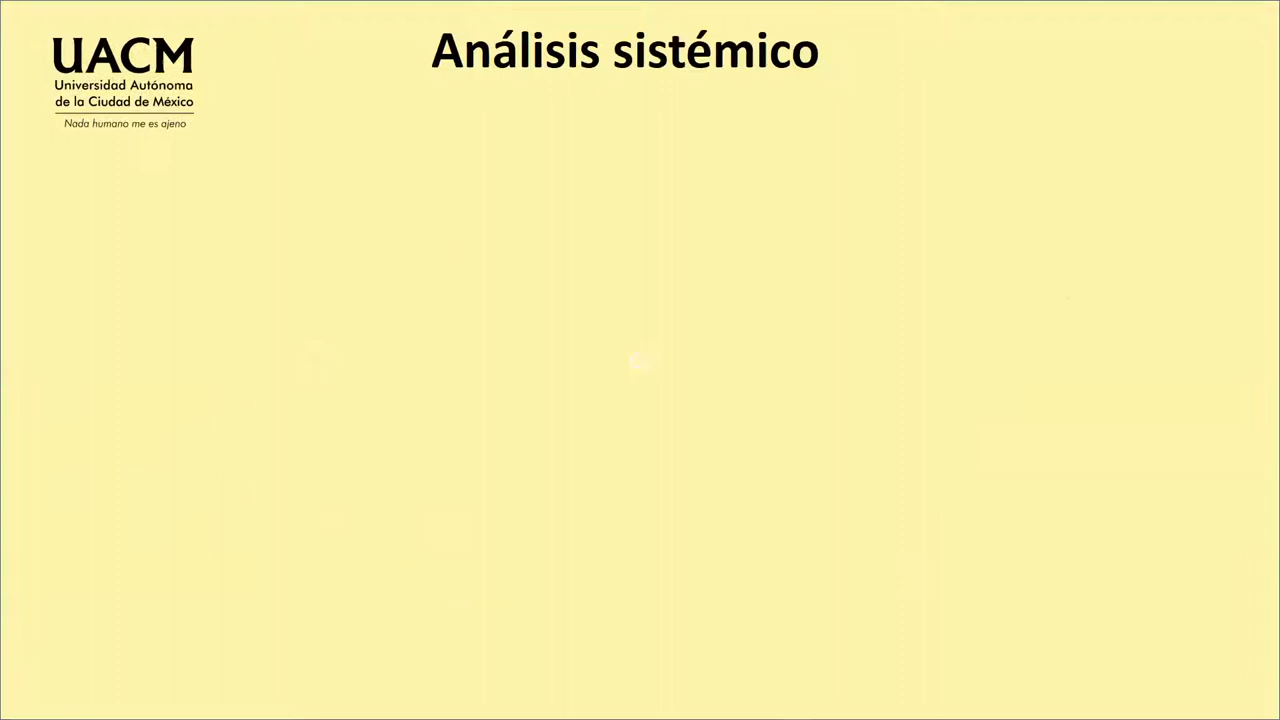 Análisis sistémico
UACM
Universidad Autónoma
de la Ciudad de México
Nada humano me es ajeno